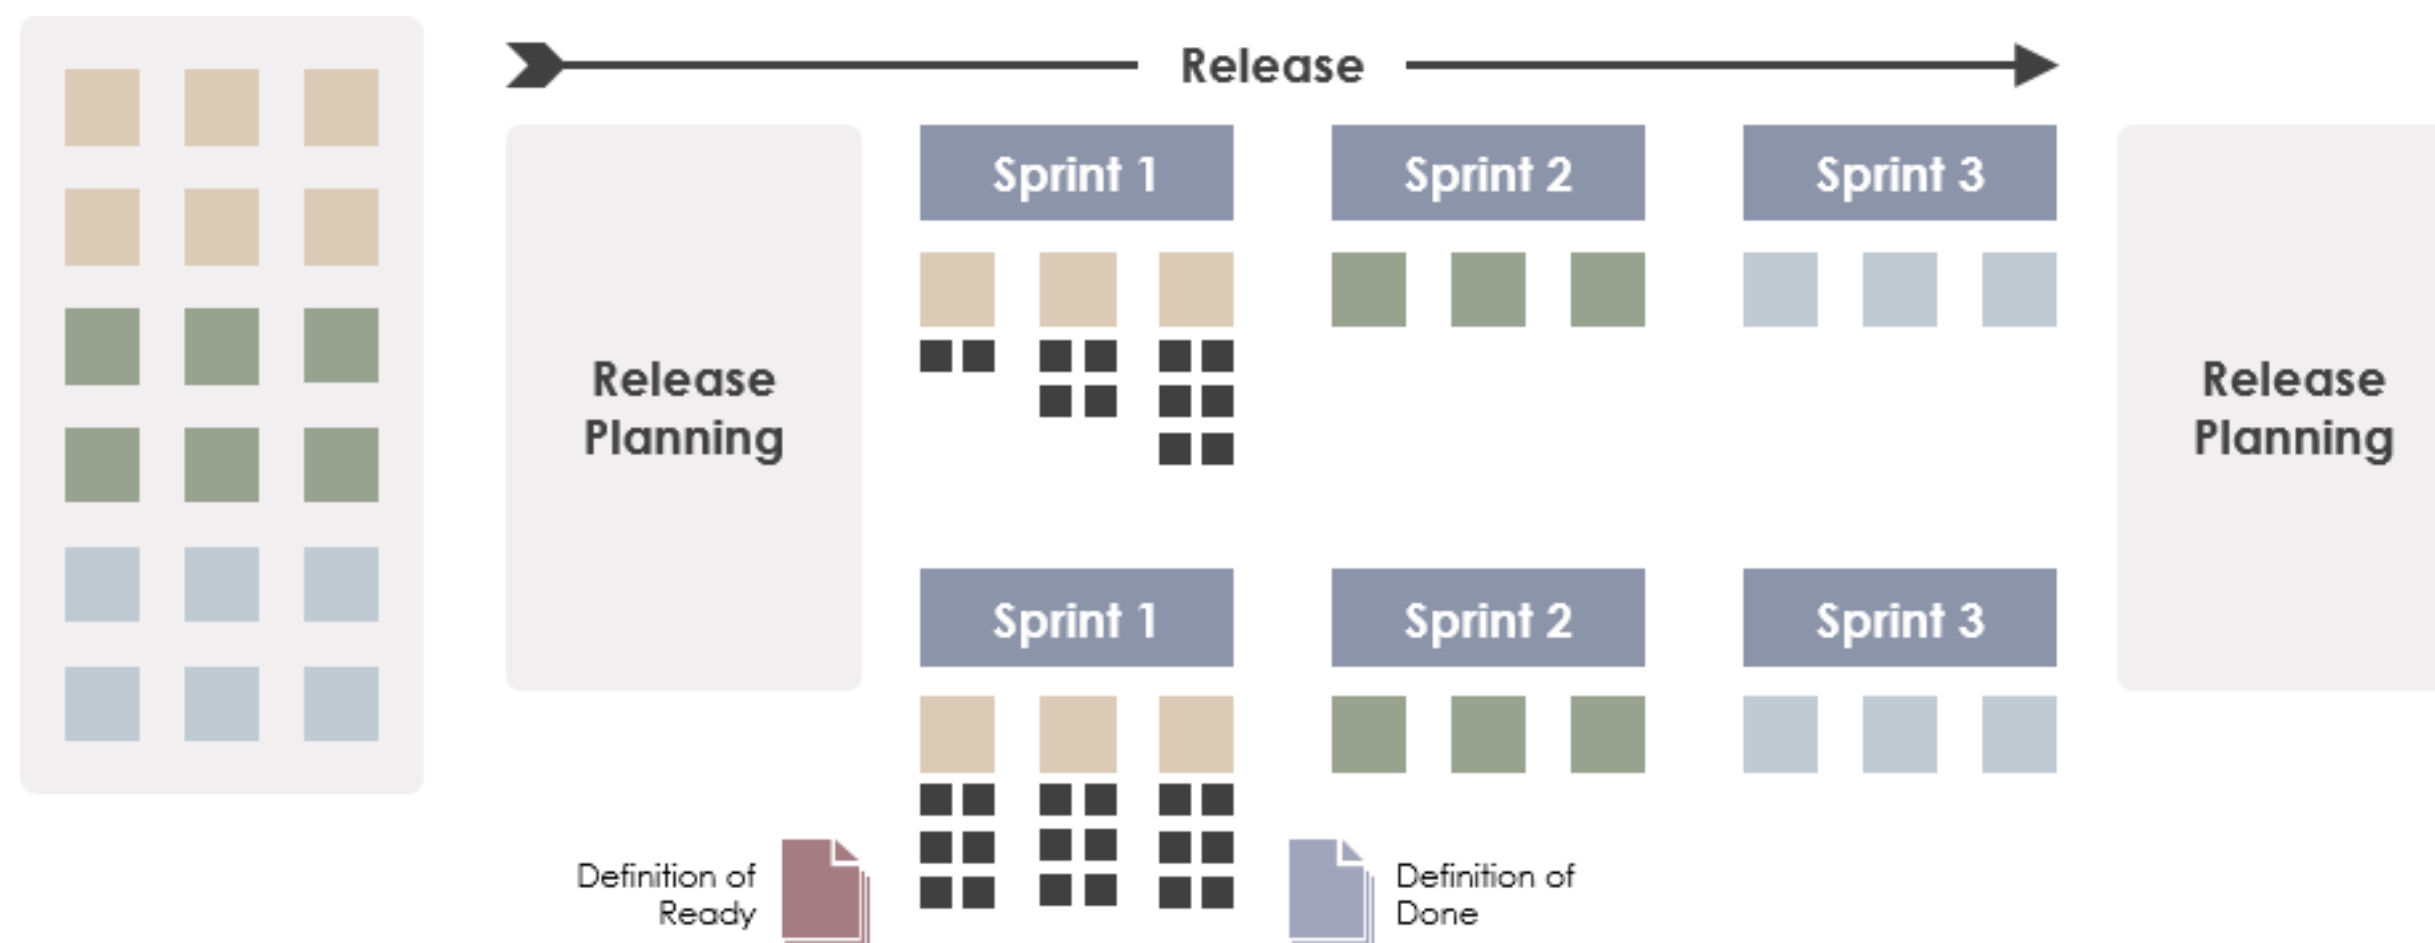 Release
Sprint 1
Sprint 2
Sprint 3
Release
Planning
Release
Planning
Sprint 1
Sprint 2
Sprint 3
Definition of
Ready
Definition of
Done